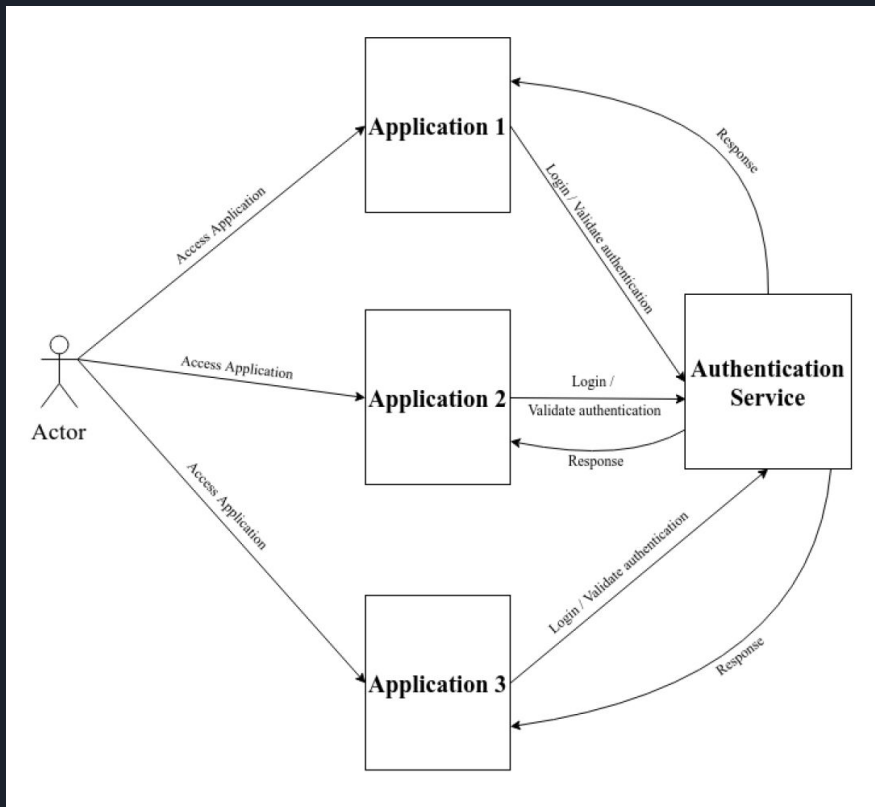 Application 1
Response
Login / Validate authentication
Access Application
Authentication
Service
Access Application
Application 2
Login /
Validate authentication
Response
Actor
Access Application
Login / Validate authentication
Application 3
Response